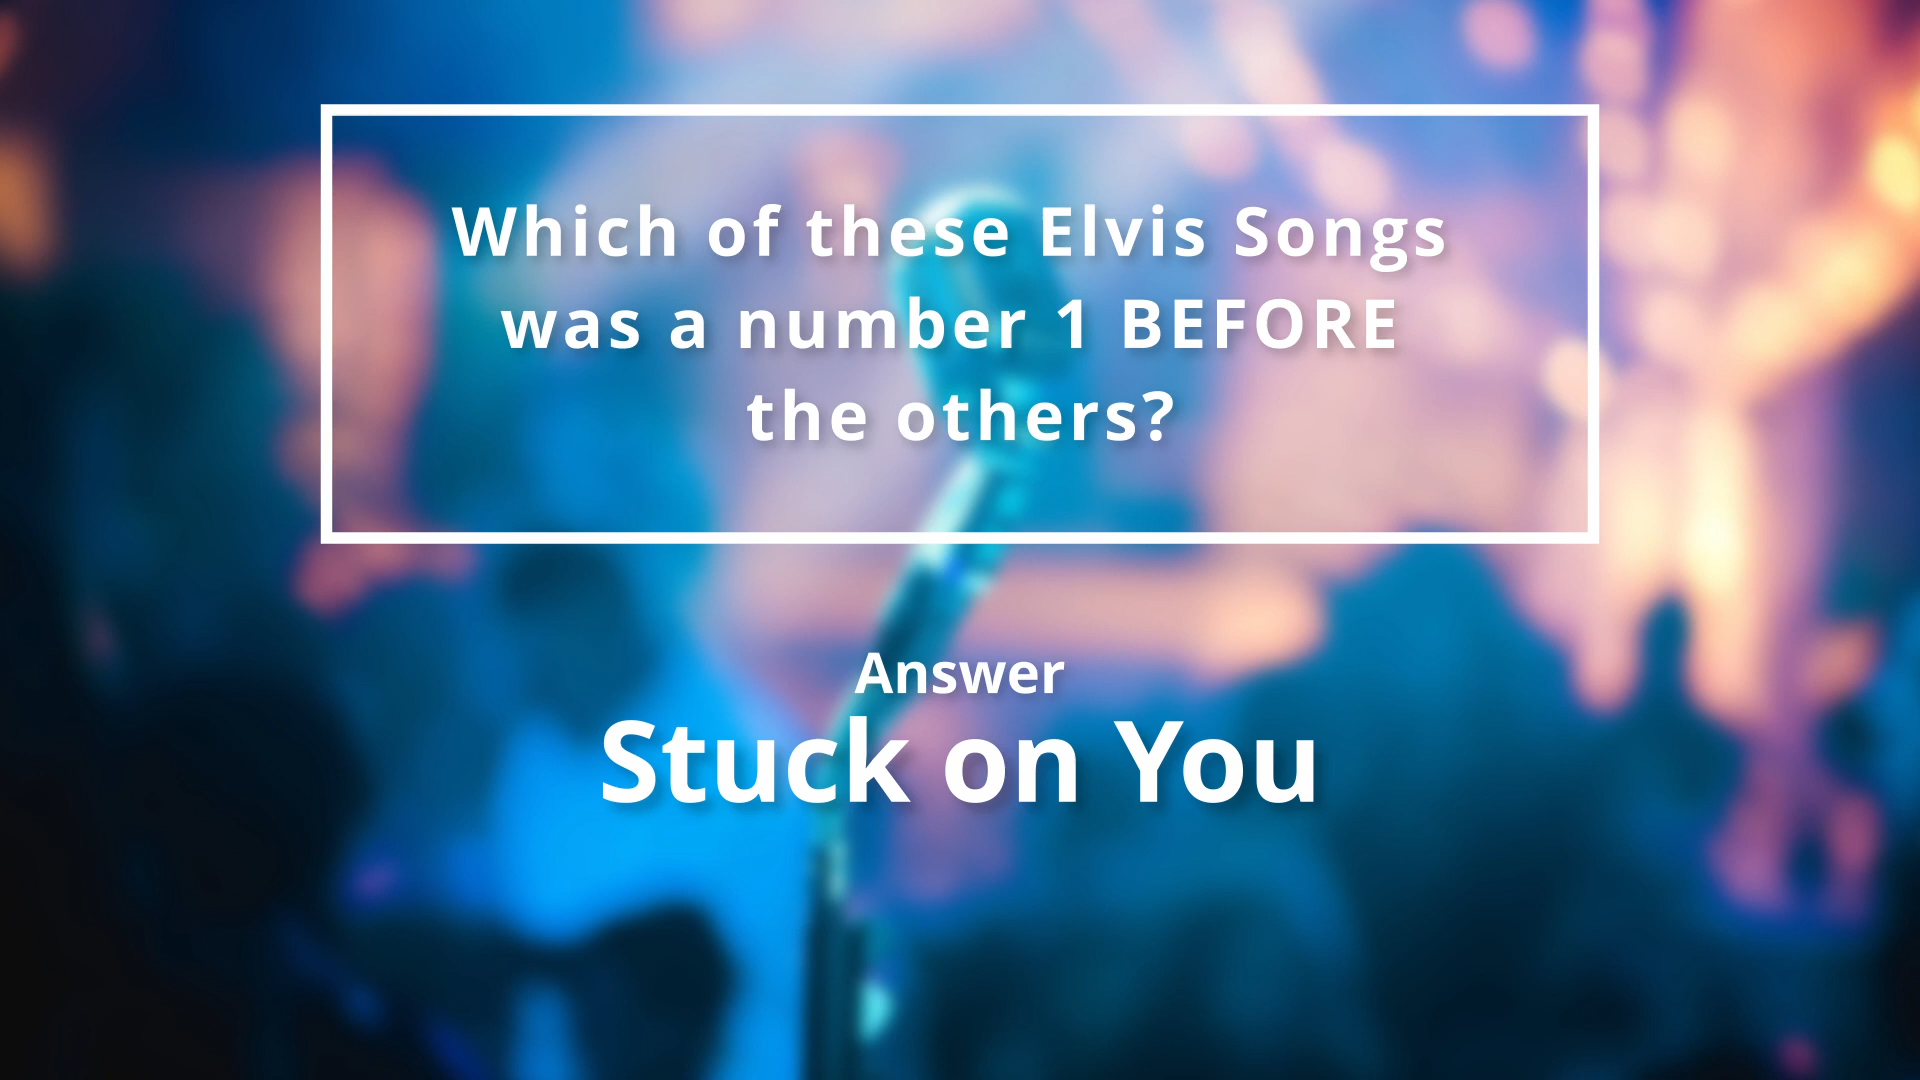 Which of these Elvis Songs
was a number 1 BEFORE
the others?
Answer
Stuck on You